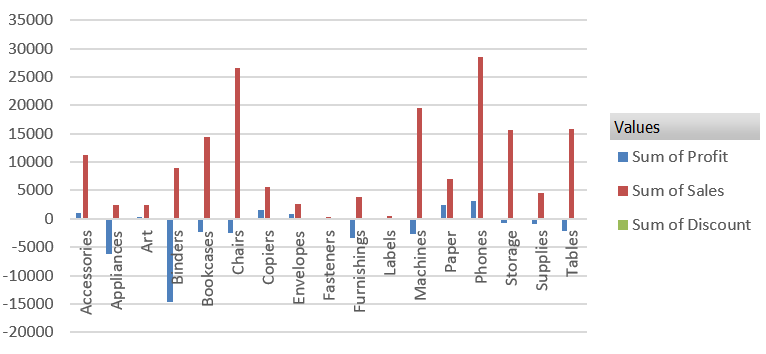 35000
30000
25000
20000
15000
10000
5000
0
-5000
-10000
-15000
-20000
Accessories
Appliances
Art
Binders
Bookcases
Chairs
Copiers
Envelopes
Fasteners
Furnishings
Labels
Machines
Paper
Phones
Storage
Supplies
Tables
Values
Sum of Profit
Sum of Sales
Sum of Discount